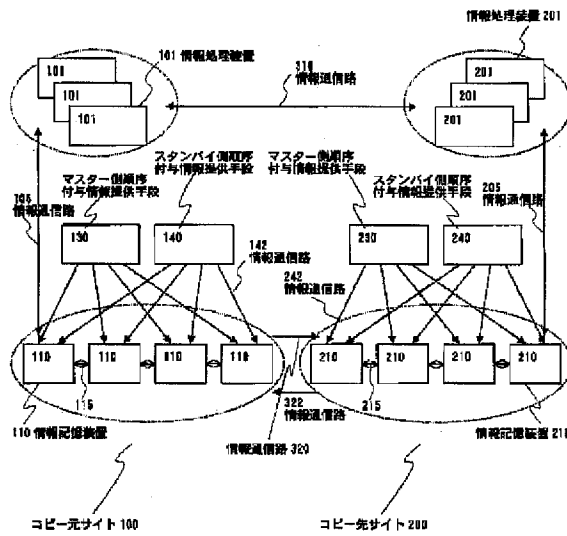 情報処理装置 201
101 情報処理装置
101
101
101
310
情報通信路
201
201
201
マスター側順序
付与情報提供手段
スタンバイ側順序
付与情報提供手段
マスター側順序
付与情報提供手段
スタンバイ側順序
付与情報提供手段
105
情報通信路
205
情報通信路
130
140
142
情報通信路
230
240
242
情報通信路
110
110
110
110
210
210
210
210
115
322
情報通信路
215
110 情報記憶装置
情報通信路 320
情報記憶装置 210
コピー元サイト 100
コピー先サイト 200